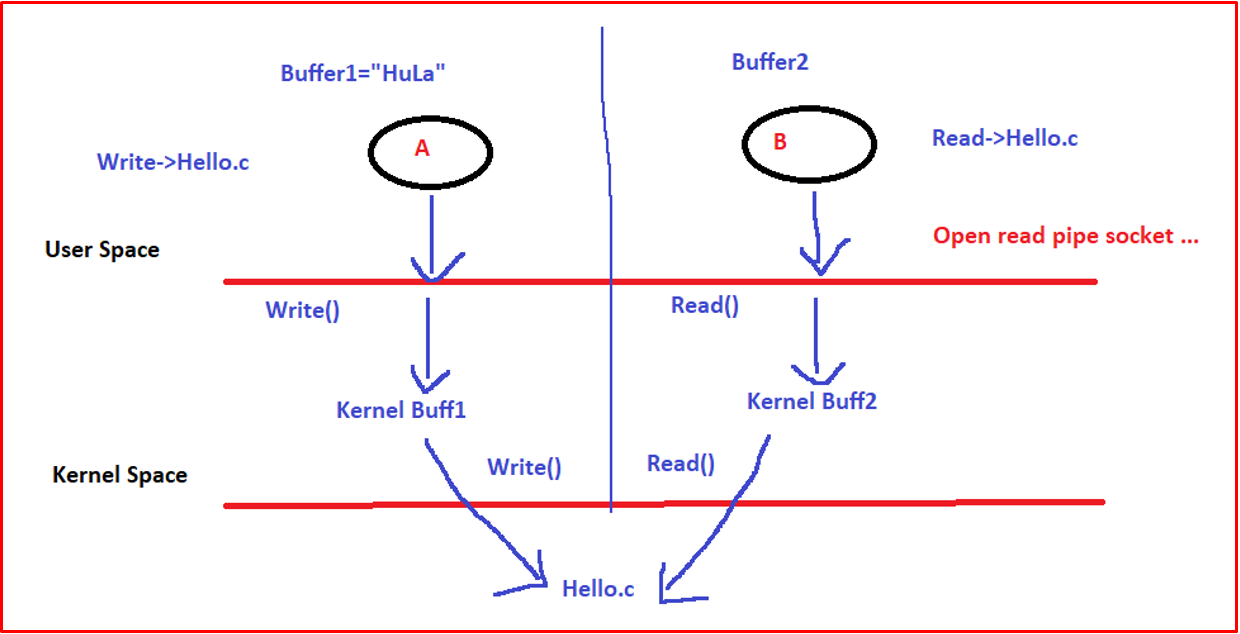 Buffer1="HuLa"
Buffer2
A
B
Write->Hello.c
Read->Hello.c
User Space
Open read pipe socket ...
Write()
Read()
Kernel Buff1
Kernel Buff2
Kernel Space
Write()
Read()
Hello.c